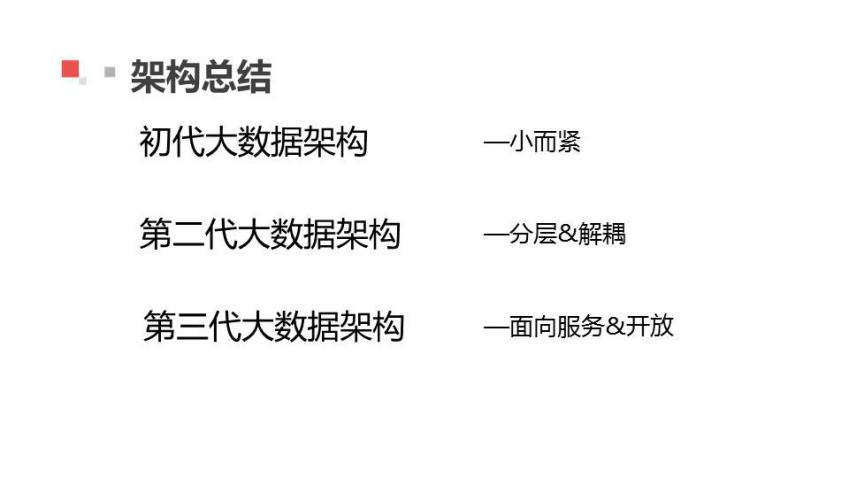 架构总结
初代大数据架构 —小而紧
第二代大数据架构 —分层&解耦
第三代大数据架构 —面向服务&开放